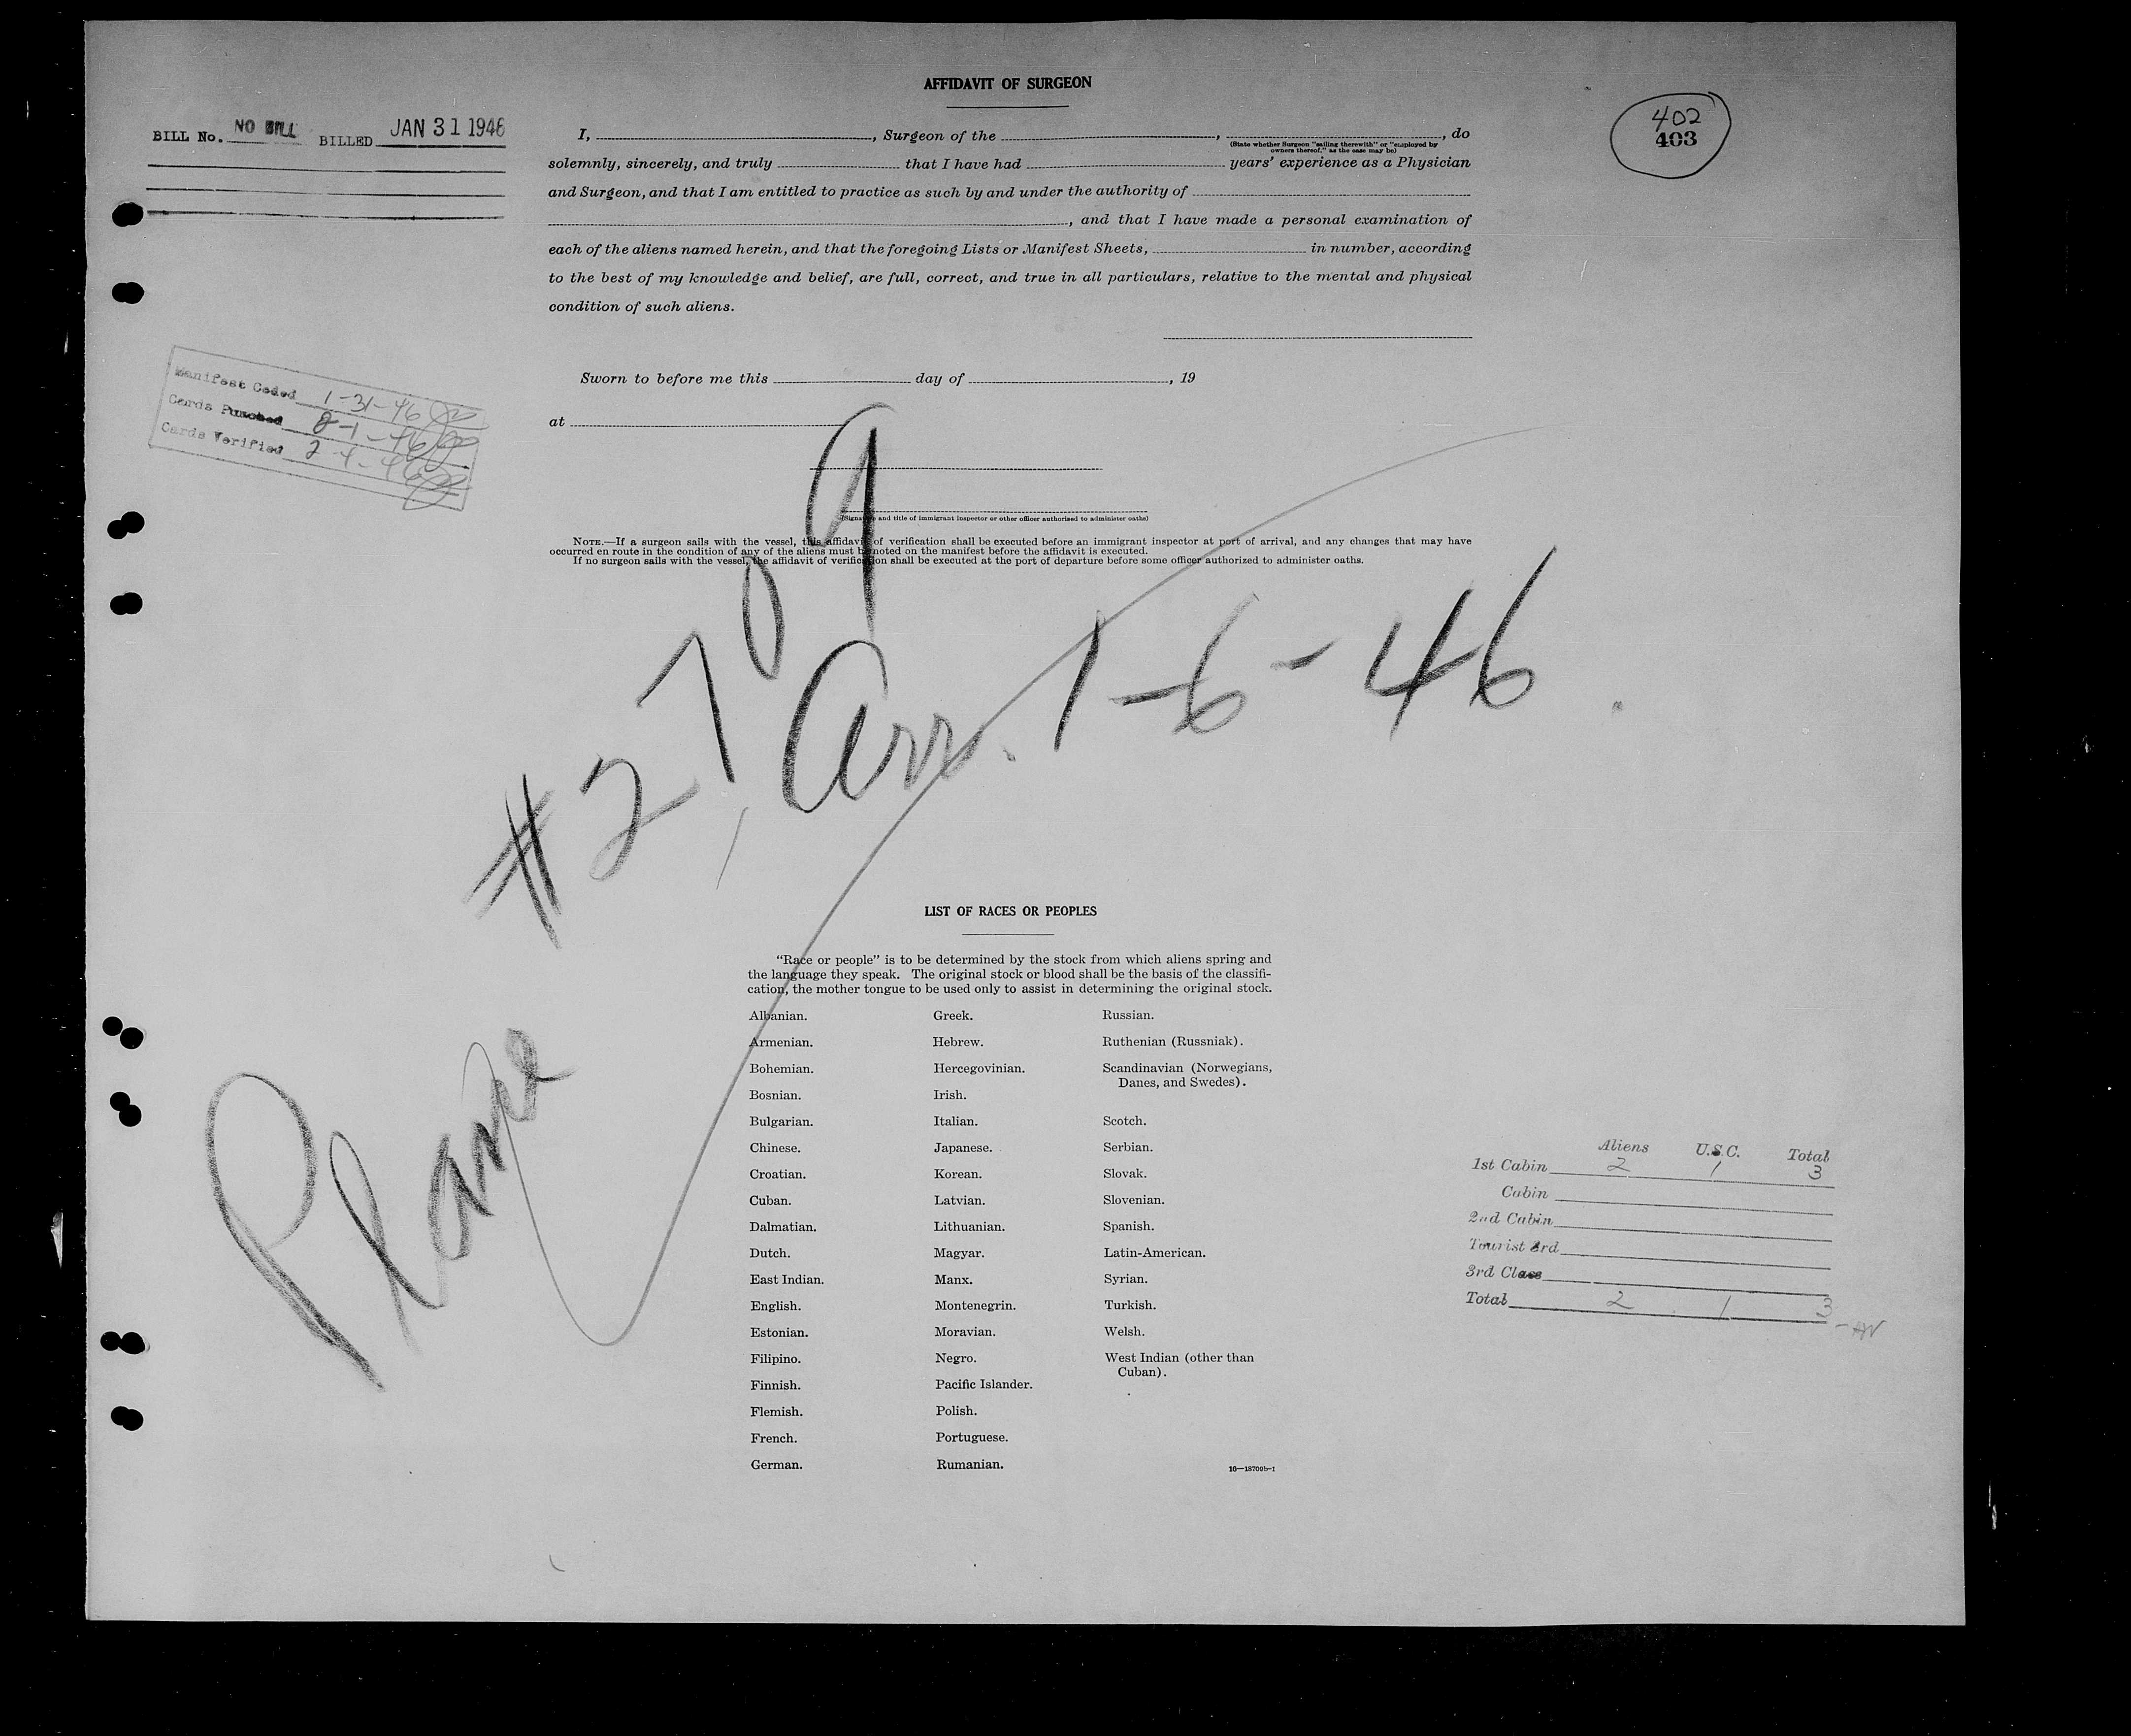 AFFIDAVIT OF SURGEON
BILL No. NO BILL BILLED JAN 31 1946
402
403
I, , Surgeon of the , , do
(State whether Surgeon "sailing therewith" or "employed by
owners thereof," as the case may be)
solemnly, sincerely, and truly that I have had years' experience as a Physician
and Surgeon, and that I am entitled to practice as such by and under the authority of
, and that I have made a personal examination of
each of the aliens named herein, and that the foregoing Lists or Manifest Sheets, in number, according
to the best of my knowledge and belief, are full, correct, and true in all particulars, relative to the mental and physical
condition of such aliens.
Manifest Coded 1-31-46
Cards Punched 2-1-46
Cards Verified 2-4-46
Sworn to before me this day of , 19
at
(Signature and title of immigrant inspector or other officer authorized to administer oaths)
NOTE.—If a surgeon sails with the vessel, this affidavit of verification shall be executed before an immigrant inspector at port of arrival, and any changes that may have
occurred en route in the condition of any of the aliens must be noted on the manifest before the affidavit is executed.
If no surgeon sails with the vessel, the affidavit of verification shall be executed at the port of departure before some officer authorized to administer oaths.
Plane #2709
, Arr. 1-6-46
LIST OF RACES OR PEOPLES
"Race or people" is to be determined by the stock from which aliens spring and
the language they speak. The original stock or blood shall be the basis of the classifi-
cation, the mother tongue to be used only to assist in determining the original stock.
Albanian.
Armenian.
Bohemian.
Bosnian.
Bulgarian.
Chinese.
Croatian.
Cuban.
Dalmatian.
Dutch.
East Indian.
English.
Estonian.
Filipino.
Finnish.
Flemish.
French.
German.
Greek.
Hebrew.
Hercegovinian.
Irish.
Italian.
Japanese.
Korean.
Latvian.
Lithuanian.
Magyar.
Manx.
Montenegrin.
Moravian.
Negro.
Pacific Islander.
Polish.
Portuguese.
Rumanian.
Russian.
Ruthenian (Russniak).
Scandinavian (Norwegians,
Danes, and Swedes).
Scotch.
Serbian.
Slovak.
Slovenian.
Spanish.
Latin-American.
Syrian.
Turkish.
Welsh.
West Indian (other than
Cuban).
16—18709b-1
Aliens U.S.C. Total
1st Cabin 2 1 3
Cabin
2nd Cabin
Tourist 3rd
3rd Class
Total 2 1 3